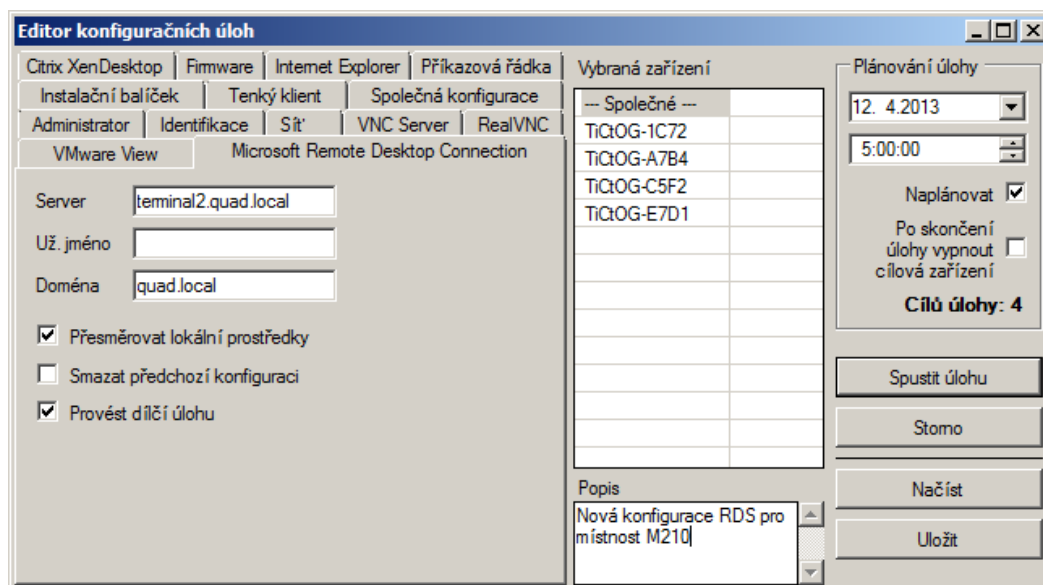 Editor konfiguračních úloh
Citrix XenDesktop
Firmware
Internet Explorer
Příkazová řádka
Instalační balíček
Tenký klient
Společná konfigurace
Administrator
Identifikace
Síť
VNC Server
RealVNC
VMware View
Microsoft Remote Desktop Connection
Server
terminal2.quad.local
Už. jméno
Doména
quad.local
Přesměrovat lokální prostředky
Smazat předchozí konfiguraci
Provést dílčí úlohu
Vybraná zařízení
--- Společné ---
TiCtOG-1C72
TiCtOG-A7B4
TiCtOG-C5F2
TiCtOG-E7D1
Popis
Nová konfigurace RDS pro
místnost M210
Plánování úlohy
12. 4.2013
5:00:00
Naplánovat
Po skončení
úlohy vypnout
cílová zařízení
Cílů úlohy: 4
Spustit úlohu
Storno
Načíst
Uložit